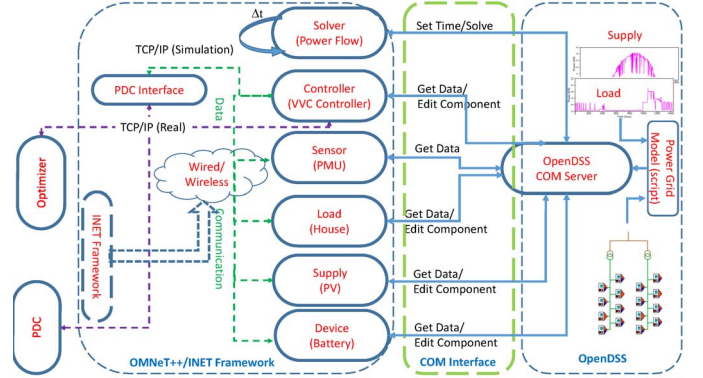 Δt
Solver
(Power Flow)
Set Time/Solve
Supply
TCP/IP (Simulation)
PDC Interface
Controller
(VVC Controller)
Get Data/
Edit Component
Load
Data
TCP/IP (Real)
Optimizer
Wired/
Wireless
Sensor
(PMU)
Get Data
OpenDSS
COM Server
Power Grid
Model (script)
INET Framework
Communication
Load
(House)
Get Data/
Edit Component
Supply
(PV)
Get Data/
Edit Component
PDC
Device
(Battery)
Get Data/
Edit Component
OMNeT++/INET Framework
COM Interface
OpenDSS